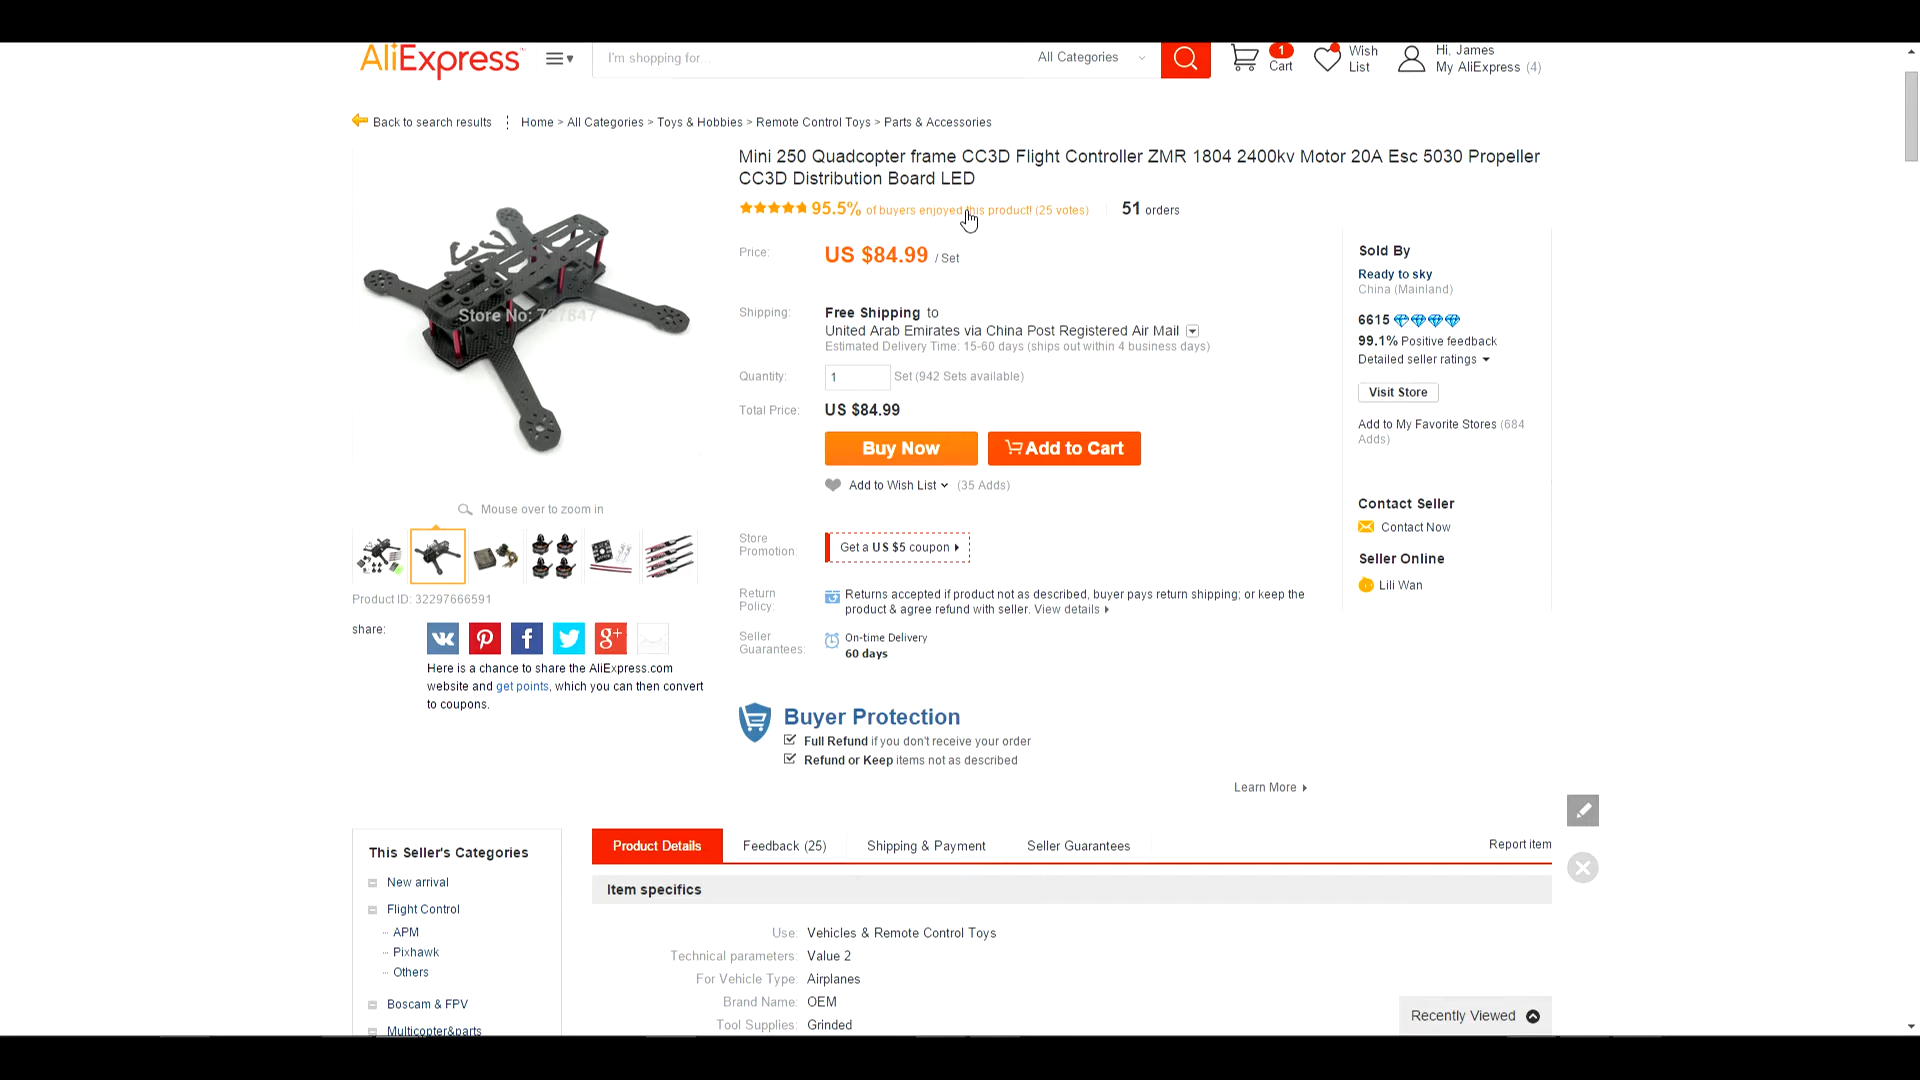 AliExpress
I'm shopping for...
All Categories
1
Cart
Wish
List
Hi, James
My AliExpress (4)
Back to search results
Home > All Categories > Toys & Hobbies > Remote Control Toys > Parts & Accessories
Mini 250 Quadcopter frame CC3D Flight Controller ZMR 1804 2400kv Motor 20A Esc 5030 Propeller
CC3D Distribution Board LED
95.5% of buyers enjoyed this product! (25 votes)
51 orders
Store No: 727847
Mouse over to zoom in
Product ID: 32297666591
share:
Here is a chance to share the AliExpress.com
website and get points, which you can then convert
to coupons.
Price:
US $84.99 / Set
Shipping:
Free Shipping to
United Arab Emirates via China Post Registered Air Mail
Estimated Delivery Time: 15-60 days (ships out within 4 business days)
Quantity:
1
Set (942 Sets available)
Total Price:
US $84.99
Buy Now
Add to Cart
Add to Wish List (35 Adds)
Store
Promotion:
Get a US $5 coupon
Return
Policy:
Returns accepted if product not as described, buyer pays return shipping; or keep the
product & agree refund with seller. View details
Seller
Guarantees:
On-time Delivery
60 days
Buyer Protection
Full Refund if you don't receive your order
Refund or Keep items not as described
Learn More
Sold By
Ready to sky
China (Mainland)
6615
99.1% Positive feedback
Detailed seller ratings
Visit Store
Add to My Favorite Stores (684
Adds)
Contact Seller
Contact Now
Seller Online
Lili Wan
This Seller's Categories
New arrival
Flight Control
APM
Pixhawk
Others
Boscam & FPV
Multicopter&parts
Product Details
Feedback (25)
Shipping & Payment
Seller Guarantees
Report item
Item specifics
Use: Vehicles & Remote Control Toys
Technical parameters: Value 2
For Vehicle Type: Airplanes
Brand Name: OEM
Tool Supplies: Grinded
Recently Viewed